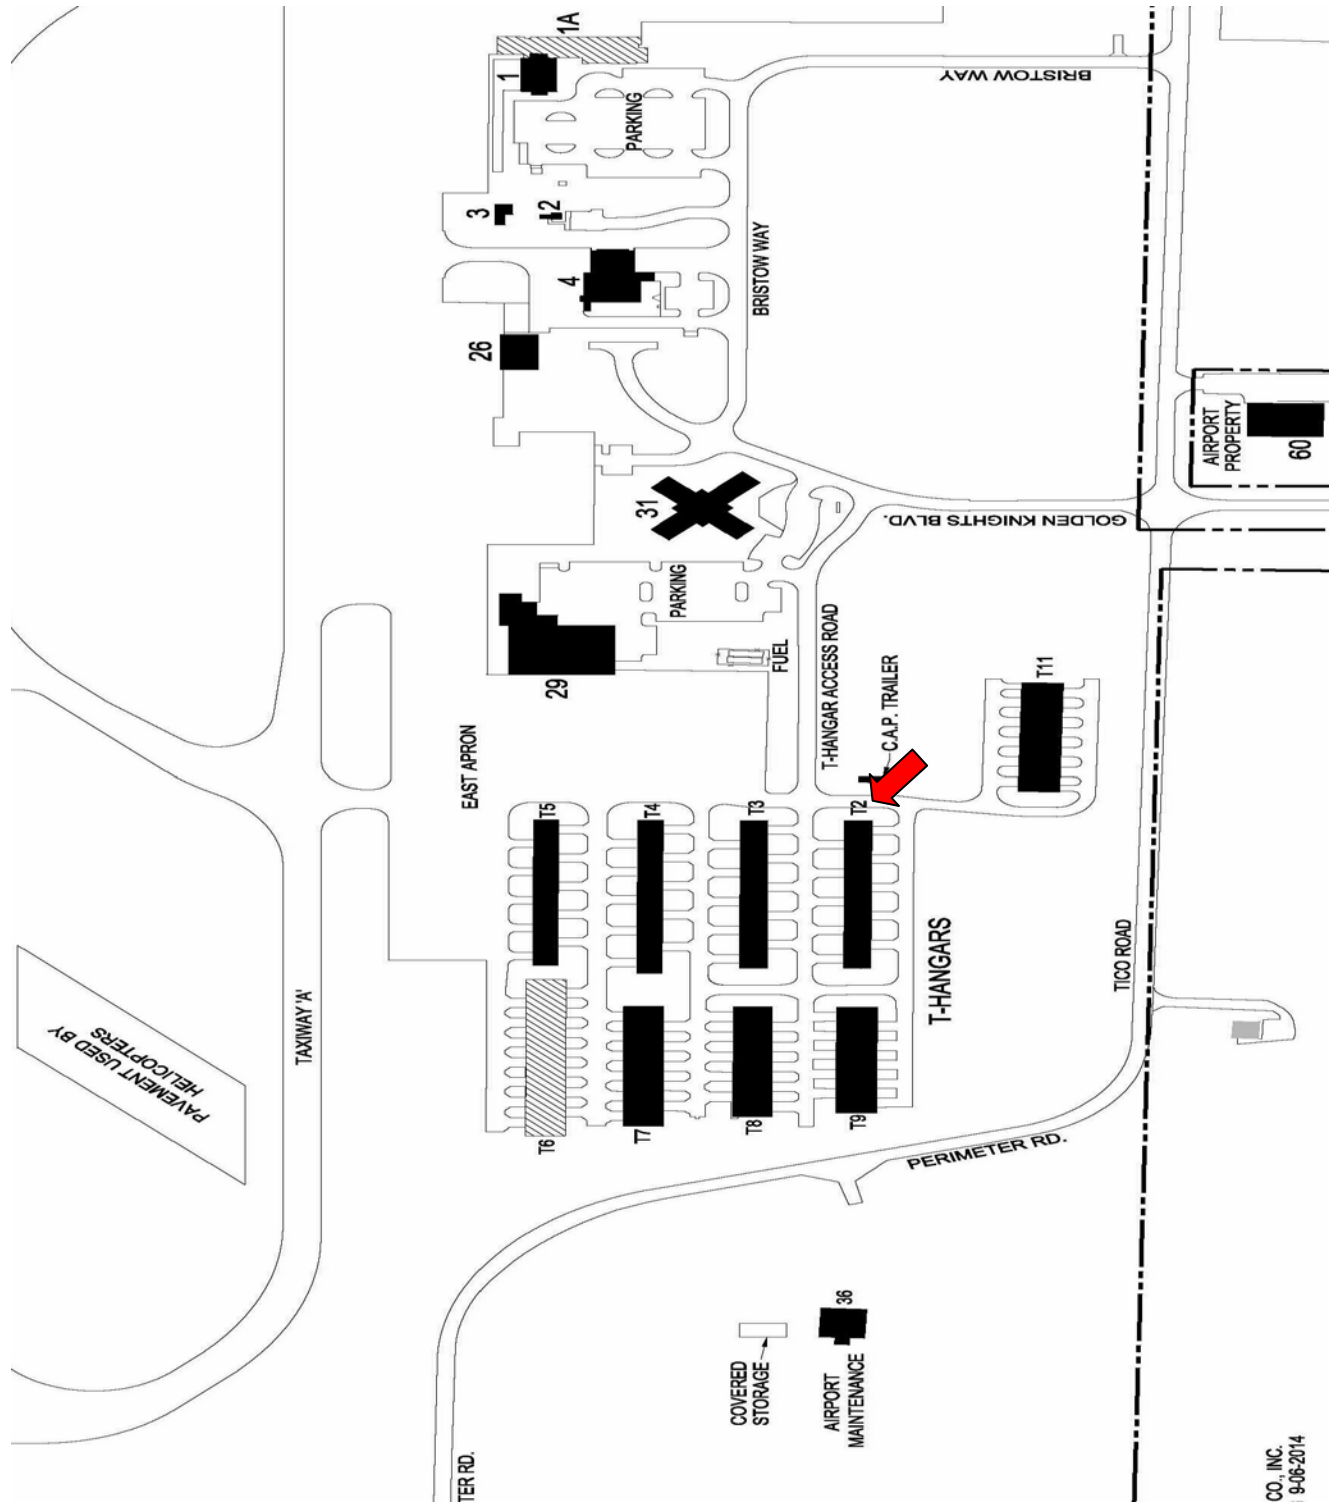 1A
1
PARKING
BRISTOW WAY
3
2
4
BRISTOW WAY
26
AIRPORT
PROPERTY
60
31
GOLDEN KNIGHTS BLVD.
PARKING
29
FUEL
T-HANGAR ACCESS ROAD
C.A.P. TRAILER
T11
EAST APRON
T5
T4
T3
T2
T-HANGARS
TICO ROAD
PAVEMENT USED BY
HELICOPTERS
TAXIWAY 'A'
T6
T7
T8
T9
PERIMETER RD.
COVERED
STORAGE
36
AIRPORT
MAINTENANCE
TER RD.
CO., INC.
9-06-2014